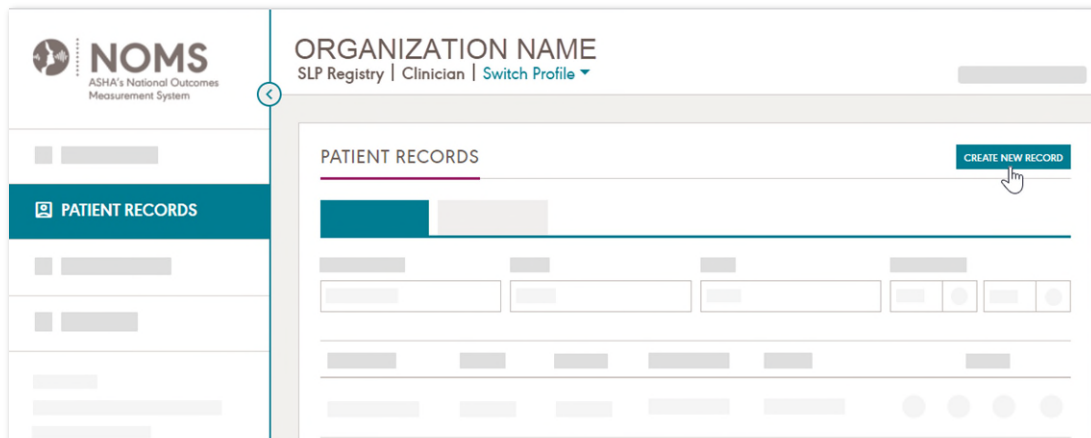 NOMS
ASHA's National Outcomes
Measurement System
ORGANIZATION NAME
SLP Registry | Clinician | Switch Profile
PATIENT RECORDS
CREATE NEW RECORD
PATIENT RECORDS